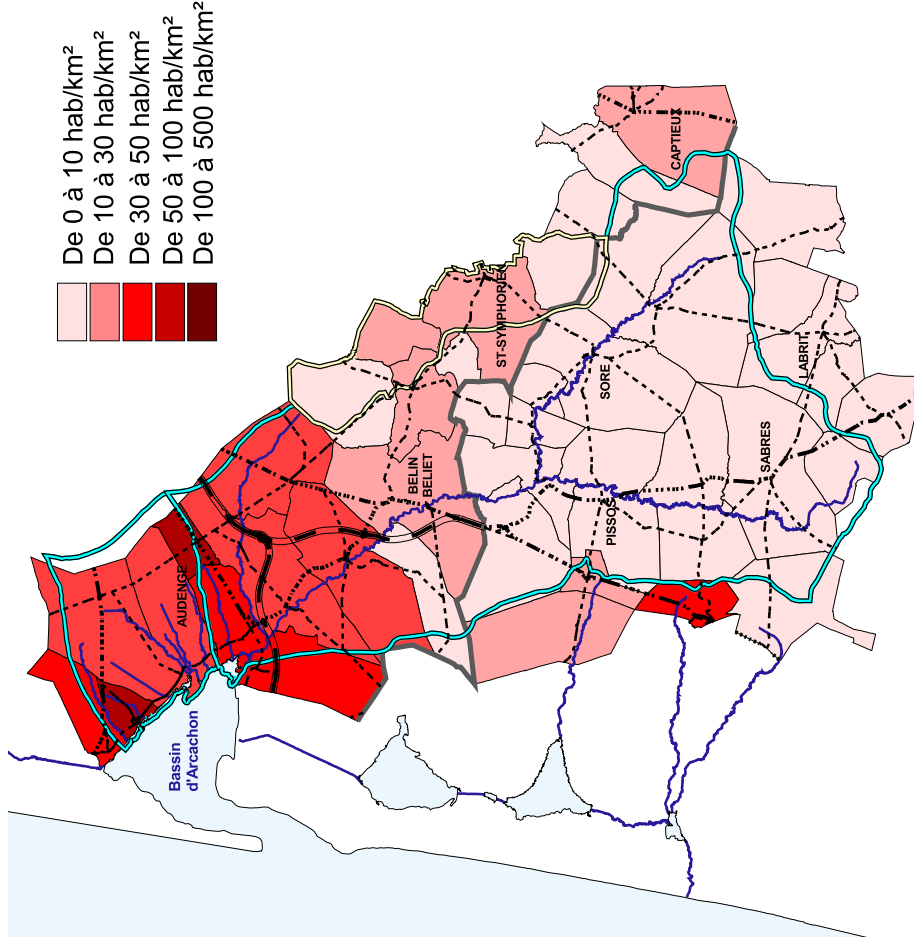 De 0 à 10 hab/km²
De 10 à 30 hab/km²
De 30 à 50 hab/km²
De 50 à 100 hab/km²
De 100 à 500 hab/km²
CAPTIEUX
ST-SYMPHORIEN
LABRIT
SORE
SABRES
BELIN
BELIET
PISSOS
AUDENGE
Bassin
d'Arcachon